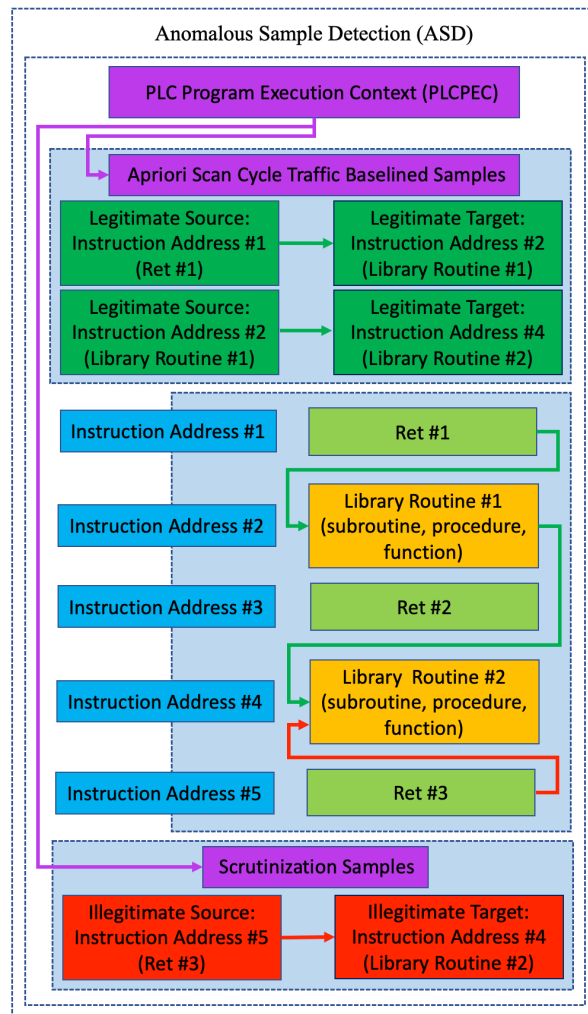 Anomalous Sample Detection (ASD)
PLC Program Execution Context (PLCPEC)
Apriori Scan Cycle Traffic Baselined Samples
Legitimate Source:
Instruction Address #1
(Ret #1)
Legitimate Target:
Instruction Address #2
(Library Routine #1)
Legitimate Source:
Instruction Address #2
(Library Routine #1)
Legitimate Target:
Instruction Address #4
(Library Routine #2)
Instruction Address #1
Ret #1
Instruction Address #2
Library Routine #1
(subroutine, procedure,
function)
Instruction Address #3
Ret #2
Instruction Address #4
Library Routine #2
(subroutine, procedure,
function)
Instruction Address #5
Ret #3
Scrutinization Samples
Illegitimate Source:
Instruction Address #5
(Ret #3)
Illegitimate Target:
Instruction Address #4
(Library Routine #2)